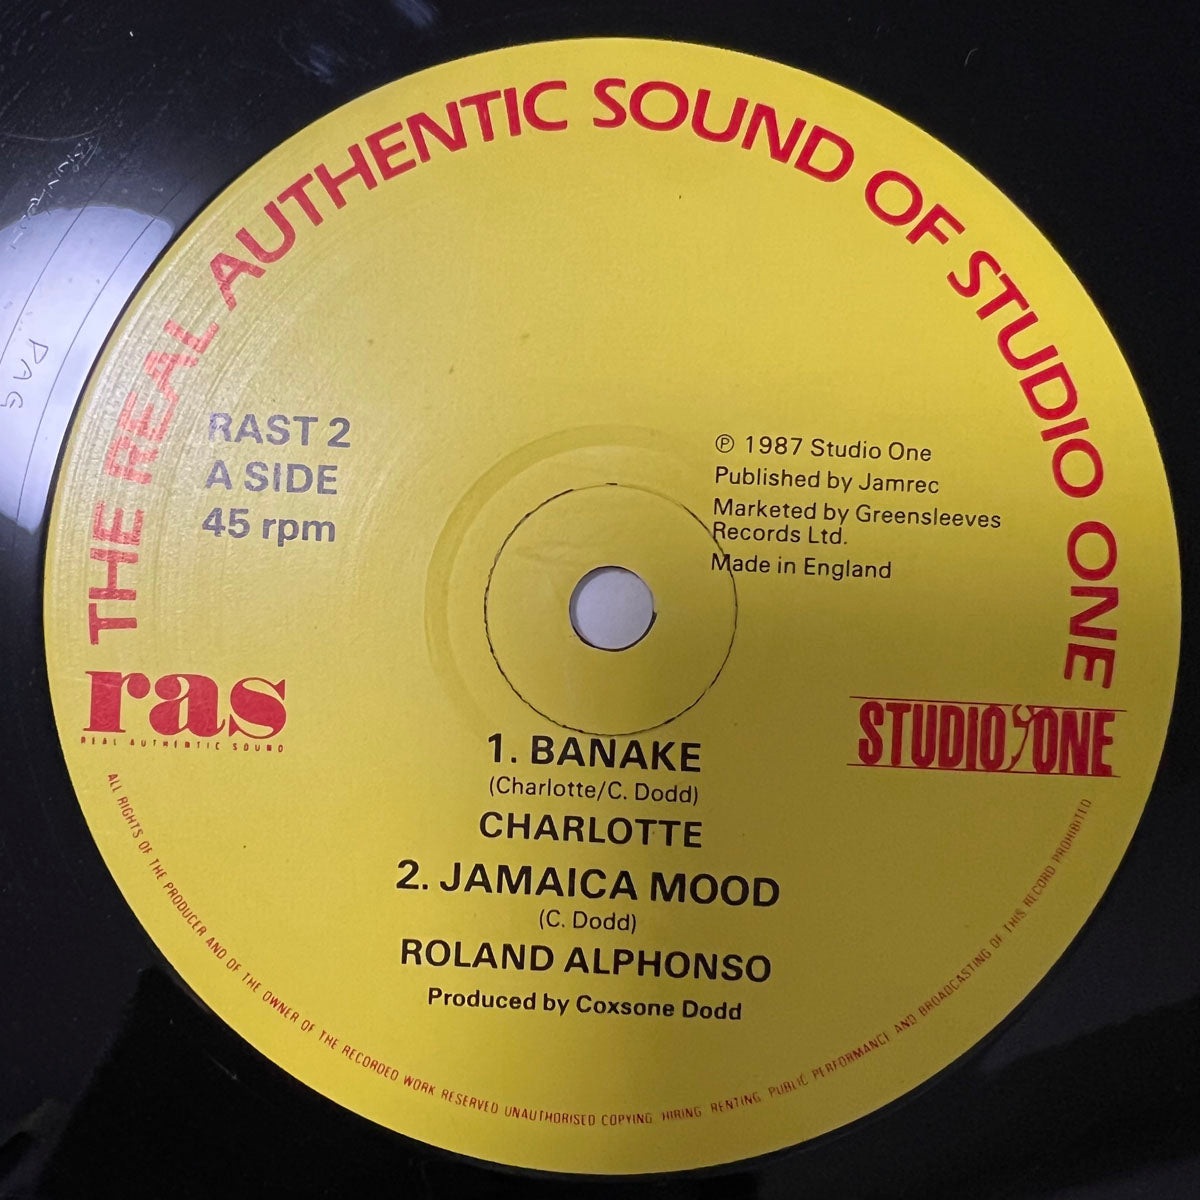 THE REAL AUTHENTIC SOUND OF STUDIO ONE
RAST 2
A SIDE
45 rpm
℗ 1987 Studio One
Published by Jamrec
Marketed by Greensleeves
Records Ltd.
Made in England
ras
REAL AUTHENTIC SOUND
STUDIO ONE
1. BANAKE
(Charlotte/C. Dodd)
CHARLOTTE
2. JAMAICA MOOD
(C. Dodd)
ROLAND ALPHONSO
Produced by Coxsone Dodd
ALL RIGHTS OF THE PRODUCER AND OF THE OWNER OF THE RECORDED WORK RESERVED UNAUTHORISED COPYING HIRING RENTING PUBLIC PERFORMANCE AND BROADCASTING OF THIS RECORD PROHIBITED